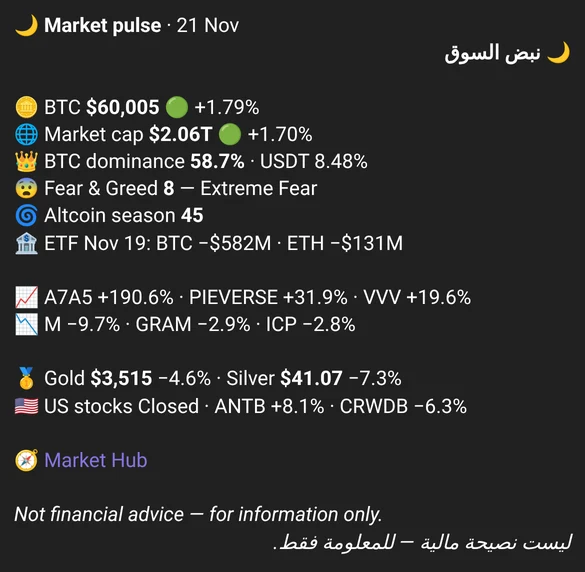 🌙 Market pulse · 21 Nov
🌙 نبض السوق
🪙 BTC $60,005 🟢 +1.79%
🌐 Market cap $2.06T 🟢 +1.70%
👑 BTC dominance 58.7% · USDT 8.48%
😨 Fear & Greed 8 — Extreme Fear
🌀 Altcoin season 45
🏦 ETF Nov 19: BTC −$582M · ETH −$131M
📈 A7A5 +190.6% · PIEVERSE +31.9% · VVV +19.6%
📉 M −9.7% · GRAM −2.9% · ICP −2.8%
🥇 Gold $3,515 −4.6% · Silver $41.07 −7.3%
🇺🇸 US stocks Closed · ANTB +8.1% · CRWDB −6.3%
🧭 Market Hub
Not financial advice — for information only.
ليست نصيحة مالية — للمعلومة فقط.